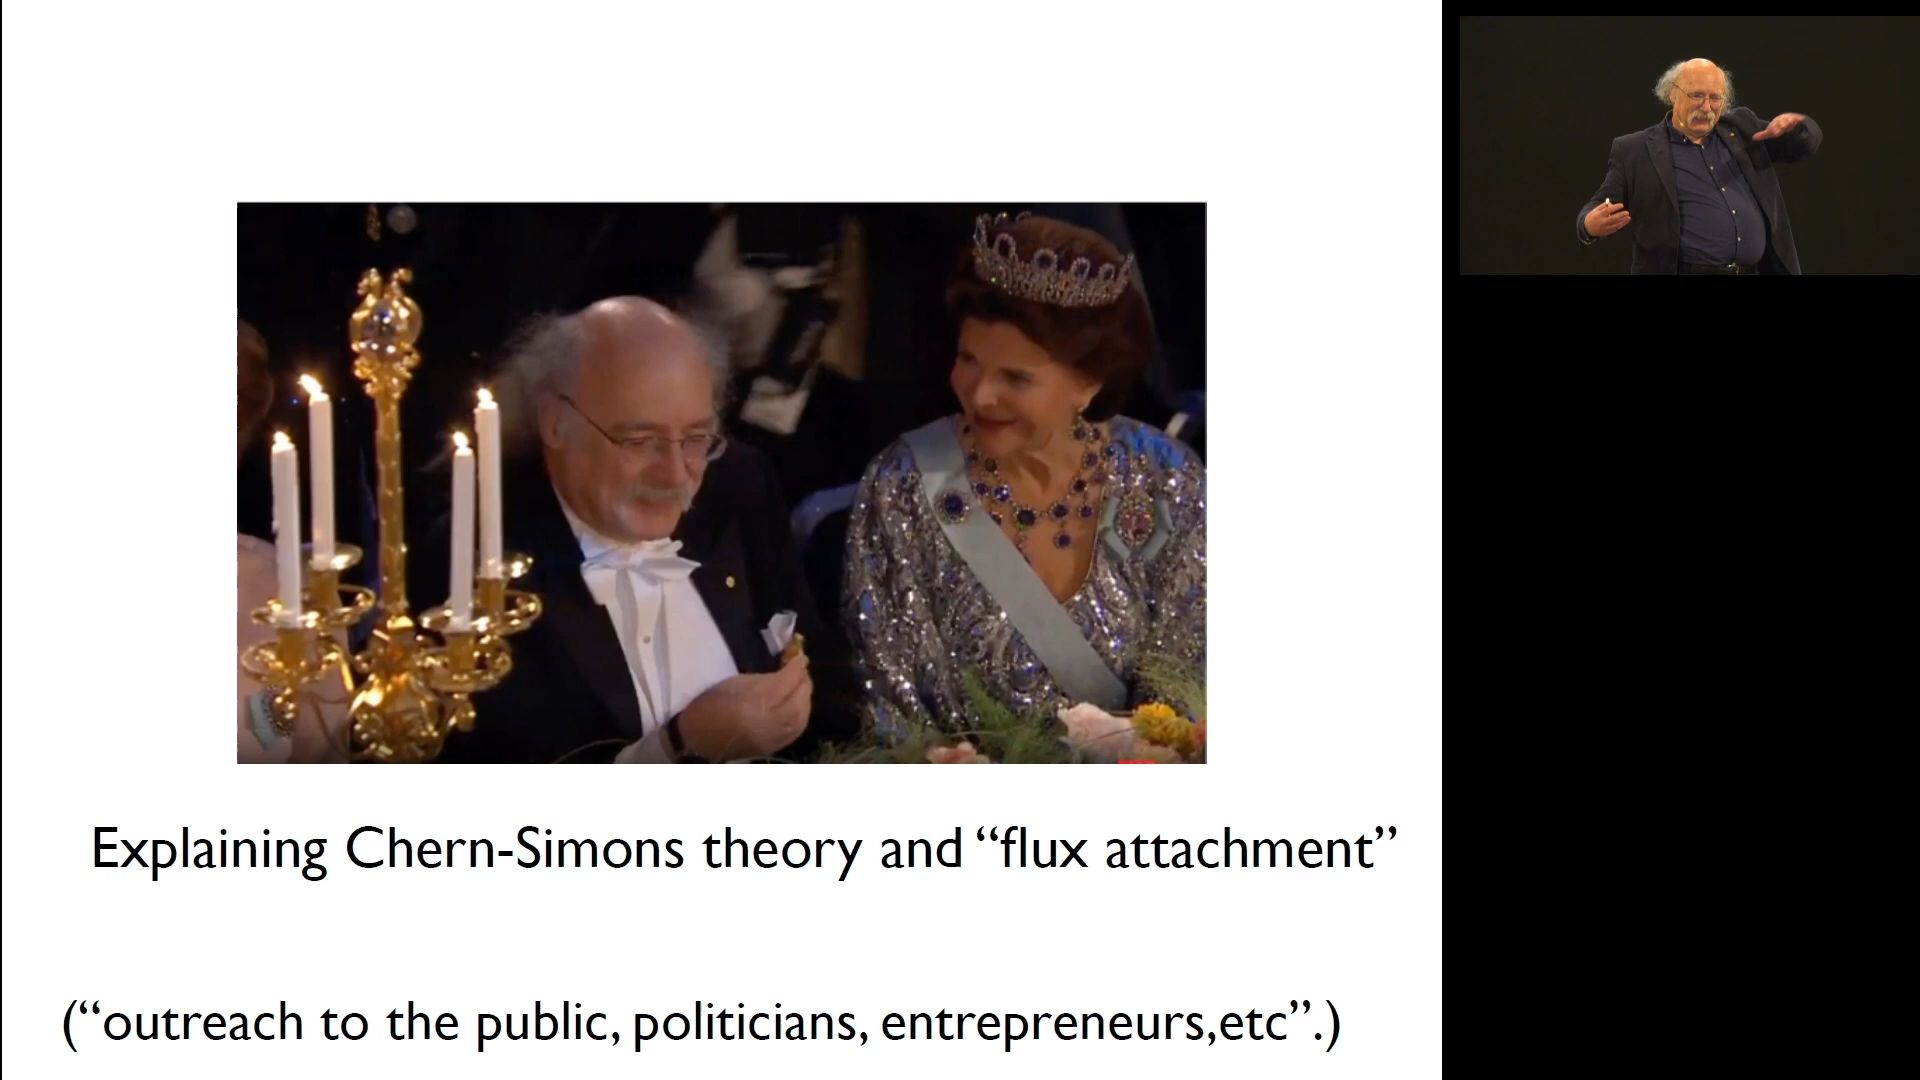 Explaining Chern-Simons theory and “flux attachment”
(“outreach to the public, politicians, entrepreneurs,etc”.)